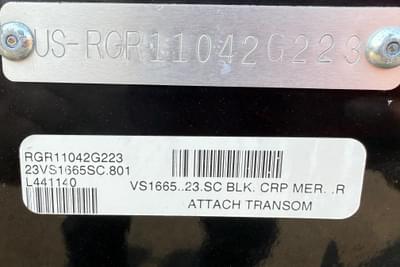 US-RGR11042G223
RGR11042G223
23VS1665SC.801
L441140
VS1665..23.SC BLK. CRP MER. .R
ATTACH TRANSOM